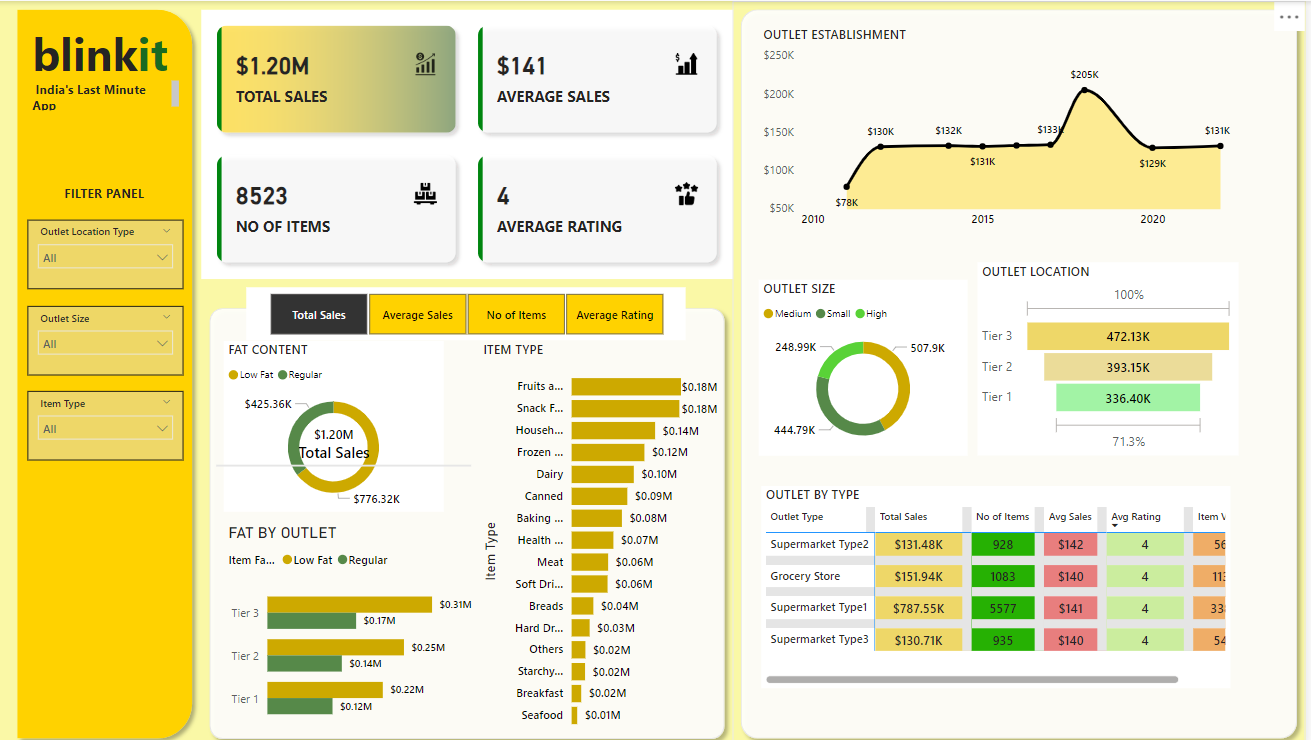 blinkit
India's Last Minute
App
FILTER PANEL
Outlet Location Type
All
Outlet Size
All
Item Type
All
$1.20M
TOTAL SALES
$141
AVERAGE SALES
8523
NO OF ITEMS
4
AVERAGE RATING
Total Sales Average Sales No of Items Average Rating
FAT CONTENT
Low Fat Regular
$425.36K
$1.20M
Total Sales
$776.32K
FAT BY OUTLET
Item Fa... Low Fat Regular
Tier 3 $0.31M
$0.17M
Tier 2 $0.25M
$0.14M
Tier 1 $0.22M
$0.12M
ITEM TYPE
Item Type
Fruits a... $0.18M
Snack F... $0.18M
Househ... $0.14M
Frozen ... $0.12M
Dairy $0.10M
Canned $0.09M
Baking ... $0.08M
Health ... $0.07M
Meat $0.06M
Soft Dri... $0.06M
Breads $0.04M
Hard Dr... $0.03M
Others $0.02M
Starchy... $0.02M
Breakfast $0.02M
Seafood $0.01M
OUTLET ESTABLISHMENT
$250K
$200K
$150K
$100K
$50K
$78K
$130K
$132K
$131K
$133K
$205K
$129K
$131K
2010 2015 2020
OUTLET SIZE
Medium Small High
248.99K
507.9K
444.79K
OUTLET LOCATION
100%
Tier 3 472.13K
Tier 2 393.15K
Tier 1 336.40K
71.3%
OUTLET BY TYPE
Outlet Type Total Sales No of Items Avg Sales Avg Rating Item V
Supermarket Type2 $131.48K 928 $142 4 56
Grocery Store $151.94K 1083 $140 4 113
Supermarket Type1 $787.55K 5577 $141 4 33
Supermarket Type3 $130.71K 935 $140 4 54